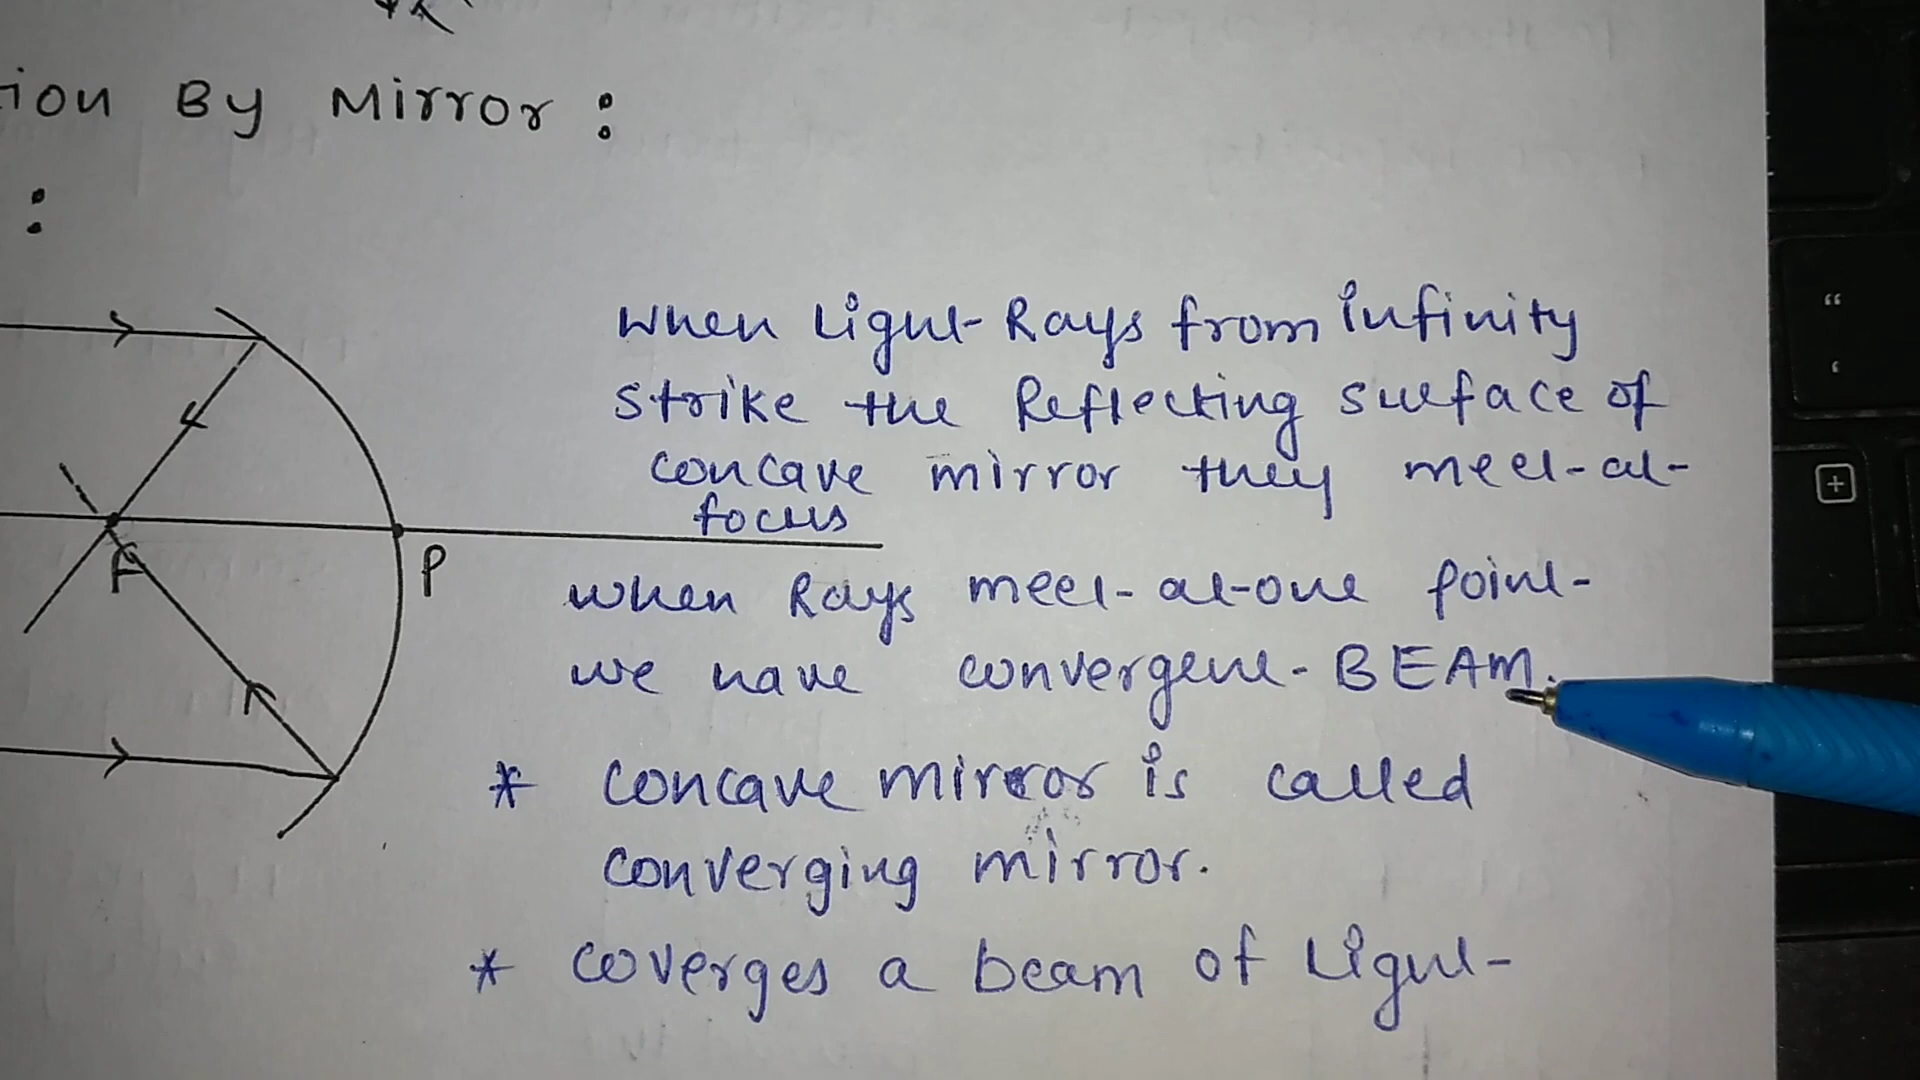 ion By Mirror :
:
When Light Rays from infinity
strike the Reflecting surface of
concave mirror they meet at
focus
F
P
when Rays meet at one point
we have convergent BEAM.
* concave mirror is called
converging mirror.
* coverges a beam of Light